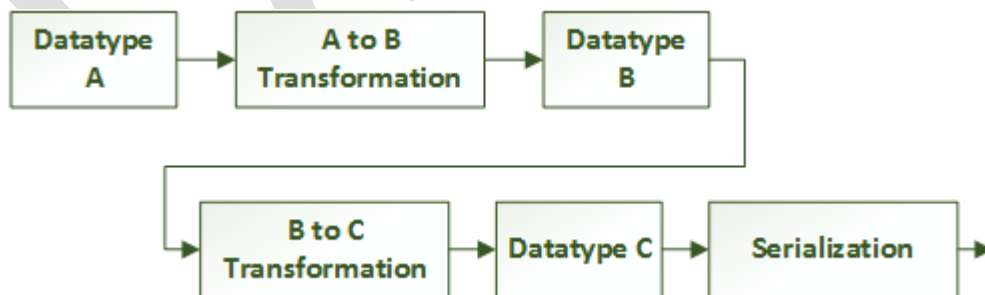 Datatype
A
A to B
Transformation
Datatype
B
B to C
Transformation
Datatype C
Serialization